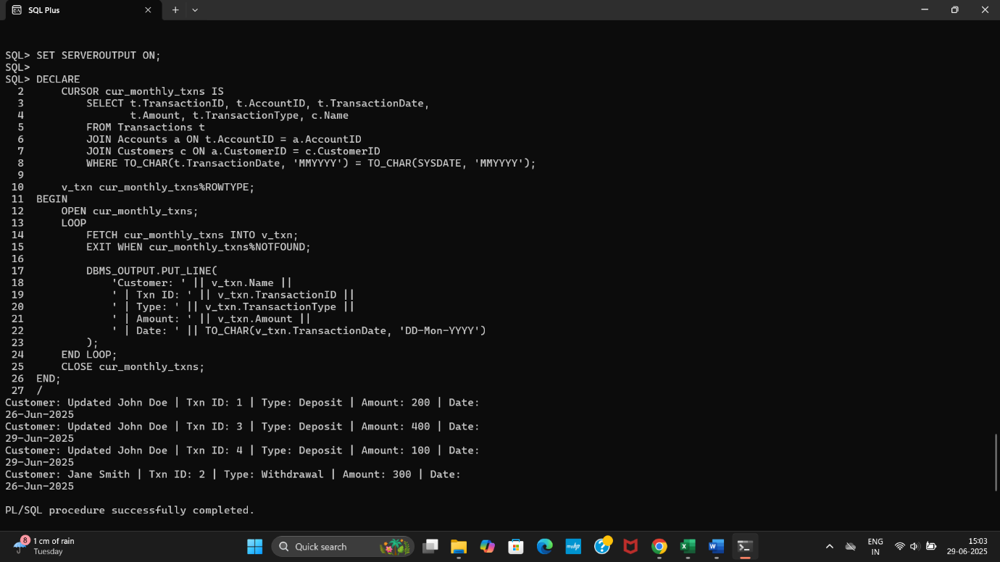 SQL Plus
SQL> SET SERVEROUTPUT ON;
SQL>
SQL> DECLARE
  2      CURSOR cur_monthly_txns IS
  3          SELECT t.TransactionID, t.AccountID, t.TransactionDate,
  4                 t.Amount, t.TransactionType, c.Name
  5          FROM Transactions t
  6          JOIN Accounts a ON t.AccountID = a.AccountID
  7          JOIN Customers c ON a.CustomerID = c.CustomerID
  8          WHERE TO_CHAR(t.TransactionDate, 'MMYYYY') = TO_CHAR(SYSDATE, 'MMYYYY');
  9
 10      v_txn cur_monthly_txns%ROWTYPE;
 11  BEGIN
 12      OPEN cur_monthly_txns;
 13      LOOP
 14          FETCH cur_monthly_txns INTO v_txn;
 15          EXIT WHEN cur_monthly_txns%NOTFOUND;
 16
 17          DBMS_OUTPUT.PUT_LINE(
 18              'Customer: ' || v_txn.Name ||
 19              ' | Txn ID: ' || v_txn.TransactionID ||
 20              ' | Type: ' || v_txn.TransactionType ||
 21              ' | Amount: ' || v_txn.Amount ||
 22              ' | Date: ' || TO_CHAR(v_txn.TransactionDate, 'DD-Mon-YYYY')
 23          );
 24      END LOOP;
 25      CLOSE cur_monthly_txns;
 26  END;
 27  /
Customer: Updated John Doe | Txn ID: 1 | Type: Deposit | Amount: 200 | Date:
26-Jun-2025
Customer: Updated John Doe | Txn ID: 3 | Type: Deposit | Amount: 400 | Date:
29-Jun-2025
Customer: Updated John Doe | Txn ID: 4 | Type: Deposit | Amount: 100 | Date:
29-Jun-2025
Customer: Jane Smith | Txn ID: 2 | Type: Withdrawal | Amount: 300 | Date:
26-Jun-2025
PL/SQL procedure successfully completed.
8
1 cm of rain
Tuesday
Quick search
myhp
ENG
IN
15:03
29-06-2025